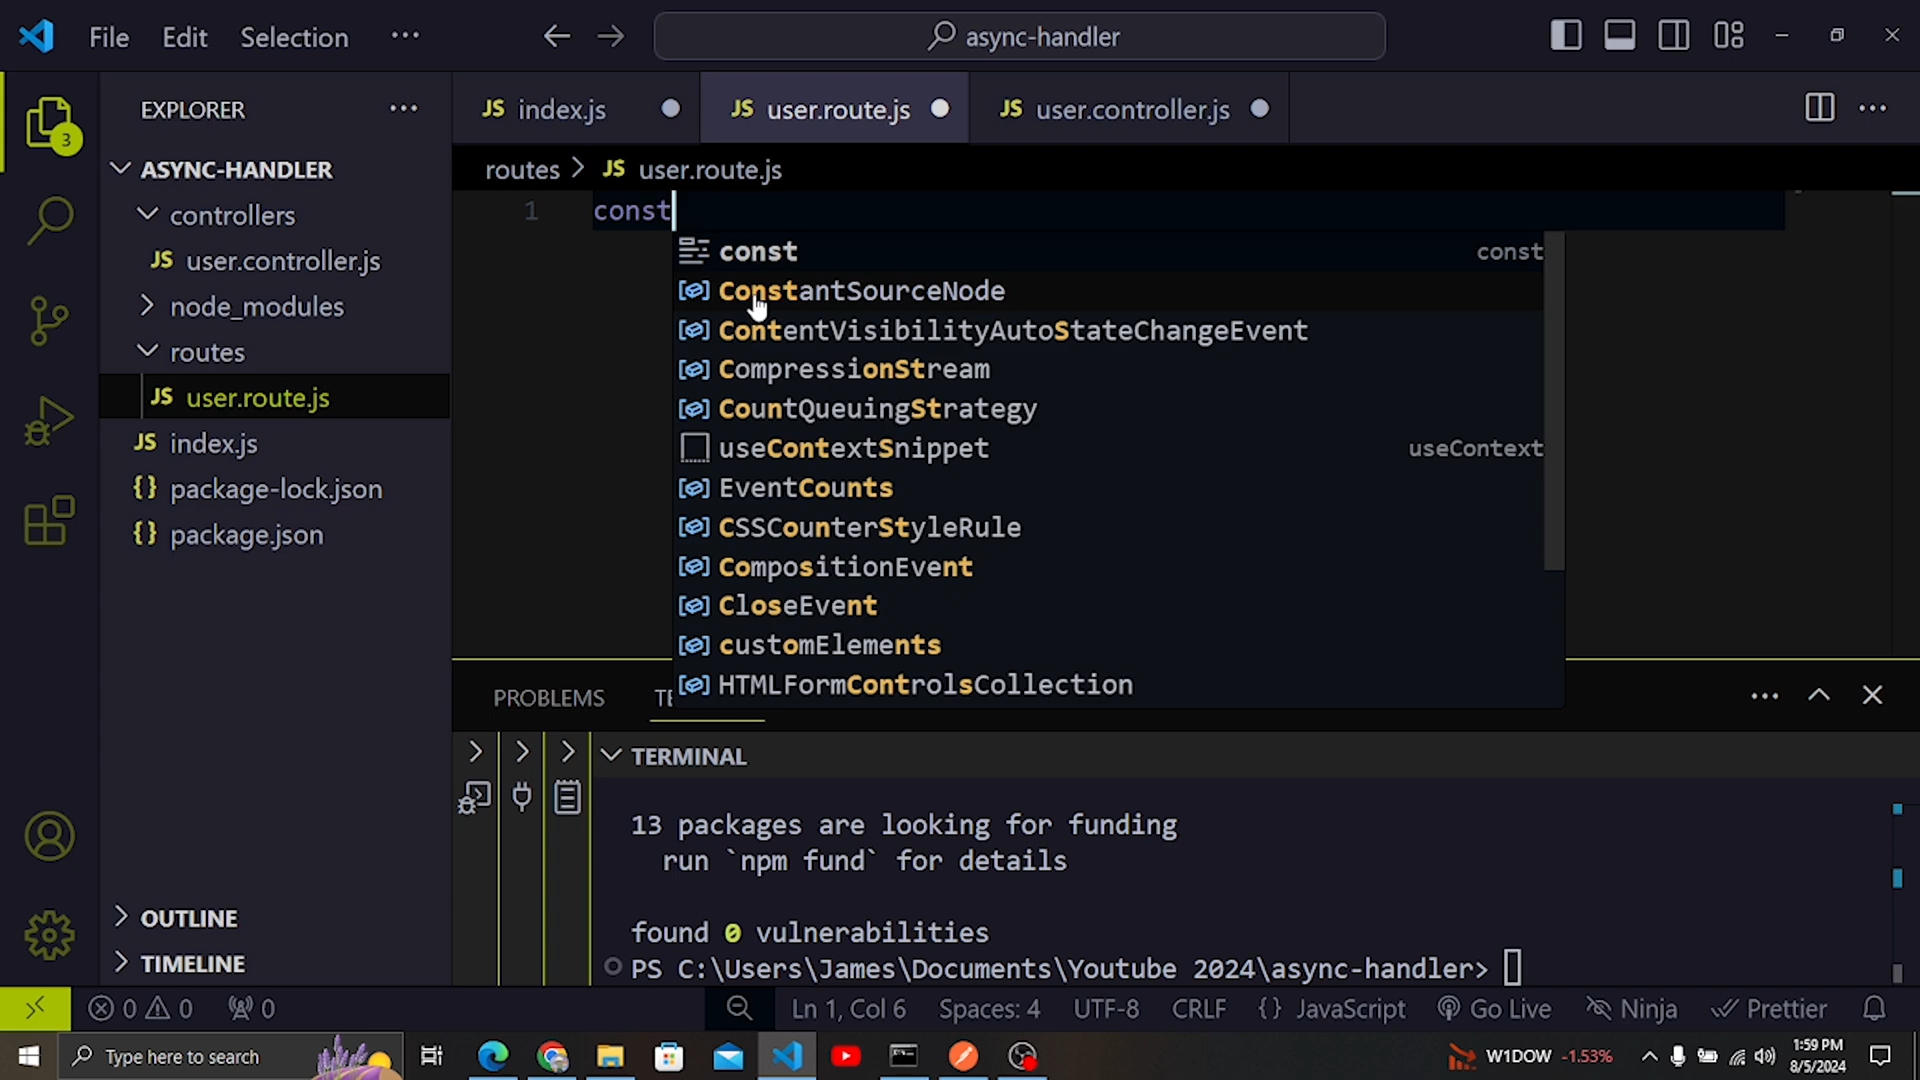 File Edit Selection ··· async-handler
EXPLORER ···
JS index.js
JS user.route.js
JS user.controller.js
ASYNC-HANDLER
routes > JS user.route.js
controllers
JS user.controller.js
node_modules
routes
JS user.route.js
JS index.js
{} package-lock.json
{} package.json
OUTLINE
TIMELINE
1 const
const const
ConstantSourceNode
ContentVisibilityAutoStateChangeEvent
CompressionStream
CountQueuingStrategy
useContextSnippet useContext
EventCounts
CSSCounterStyleRule
CompositionEvent
CloseEvent
customElements
HTMLFormControlsCollection
PROBLEMS
TERMINAL
13 packages are looking for funding
run `npm fund` for details
found 0 vulnerabilities
PS C:\Users\James\Documents\Youtube 2024\async-handler>
3
0 0 0 Ln 1, Col 6 Spaces: 4 UTF-8 CRLF {} JavaScript Go Live Ninja Prettier
Type here to search
W1DOW -1.53%
1:59 PM
8/5/2024